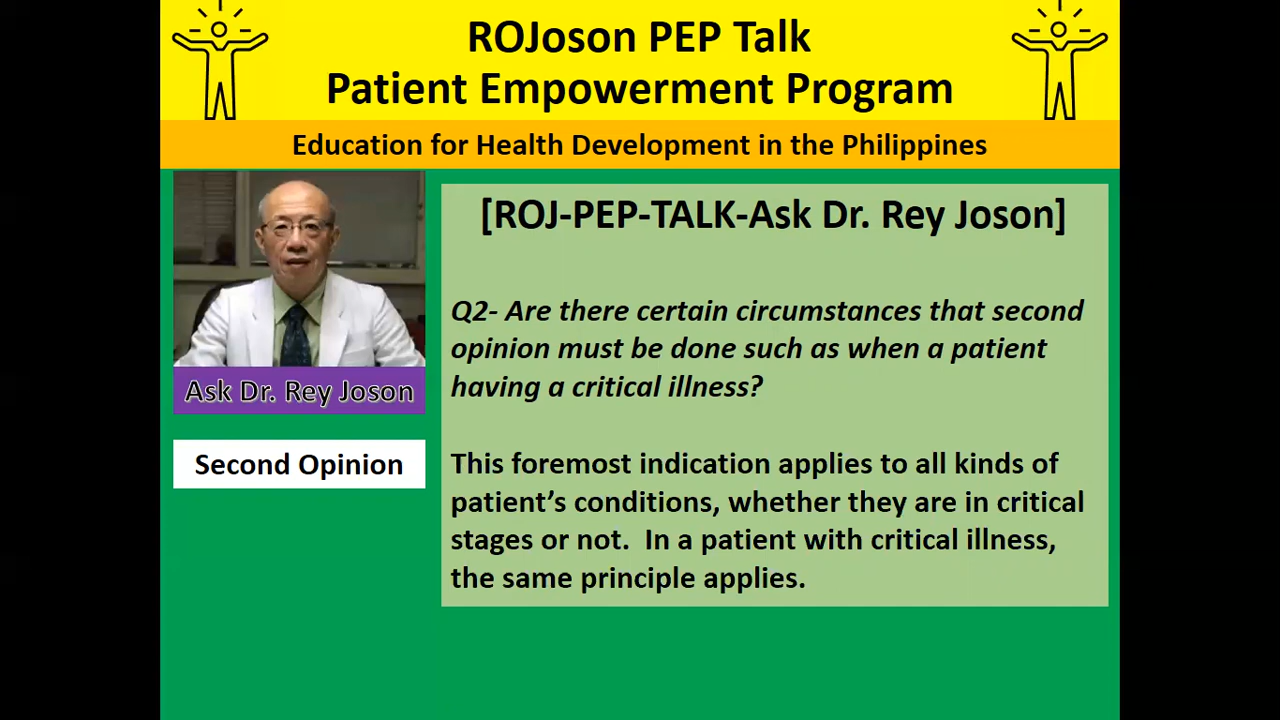 ROJoson PEP Talk
Patient Empowerment Program
Education for Health Development in the Philippines
[ROJ-PEP-TALK-Ask Dr. Rey Joson]
Q2- Are there certain circumstances that second
opinion must be done such as when a patient
having a critical illness?
This foremost indication applies to all kinds of
patient's conditions, whether they are in critical
stages or not.  In a patient with critical illness,
the same principle applies.
Ask Dr. Rey Joson
Second Opinion